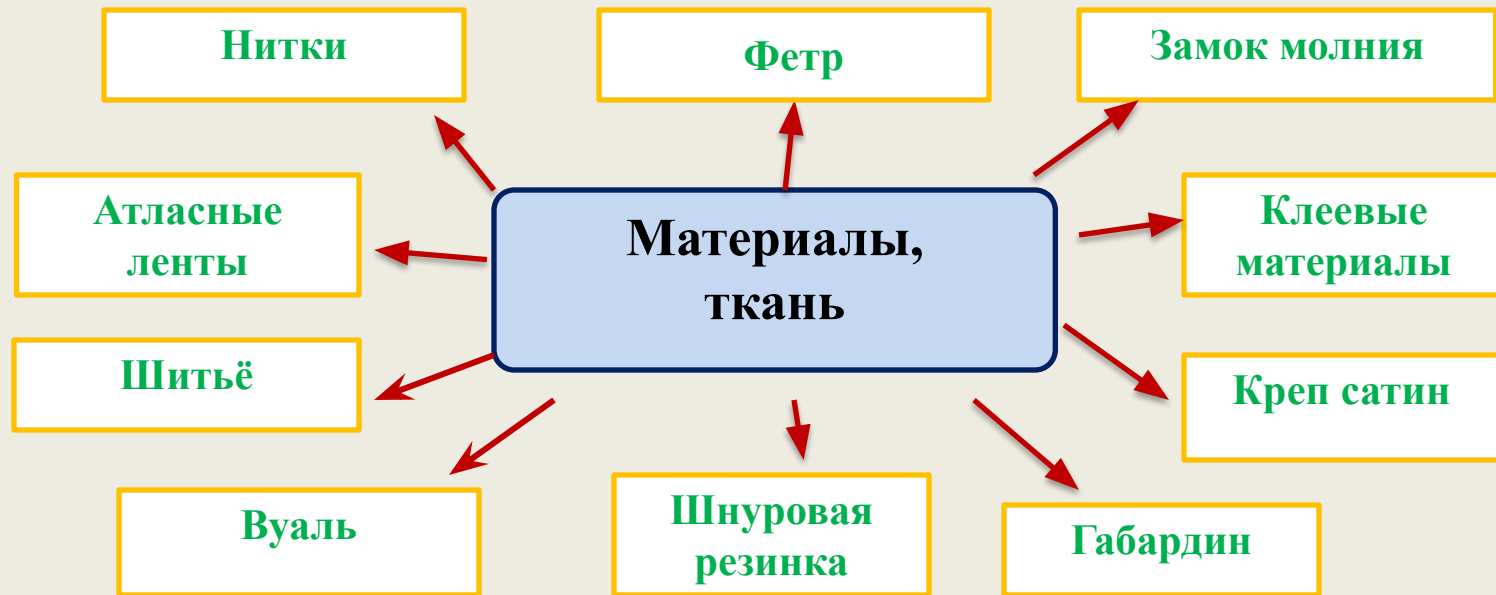 Нитки
Фетр
Замок молния
Атласные
ленты
Материалы,
ткань
Клеевые
материалы
Шитьё
Креп сатин
Вуаль
Шнуровая
резинка
Габардин